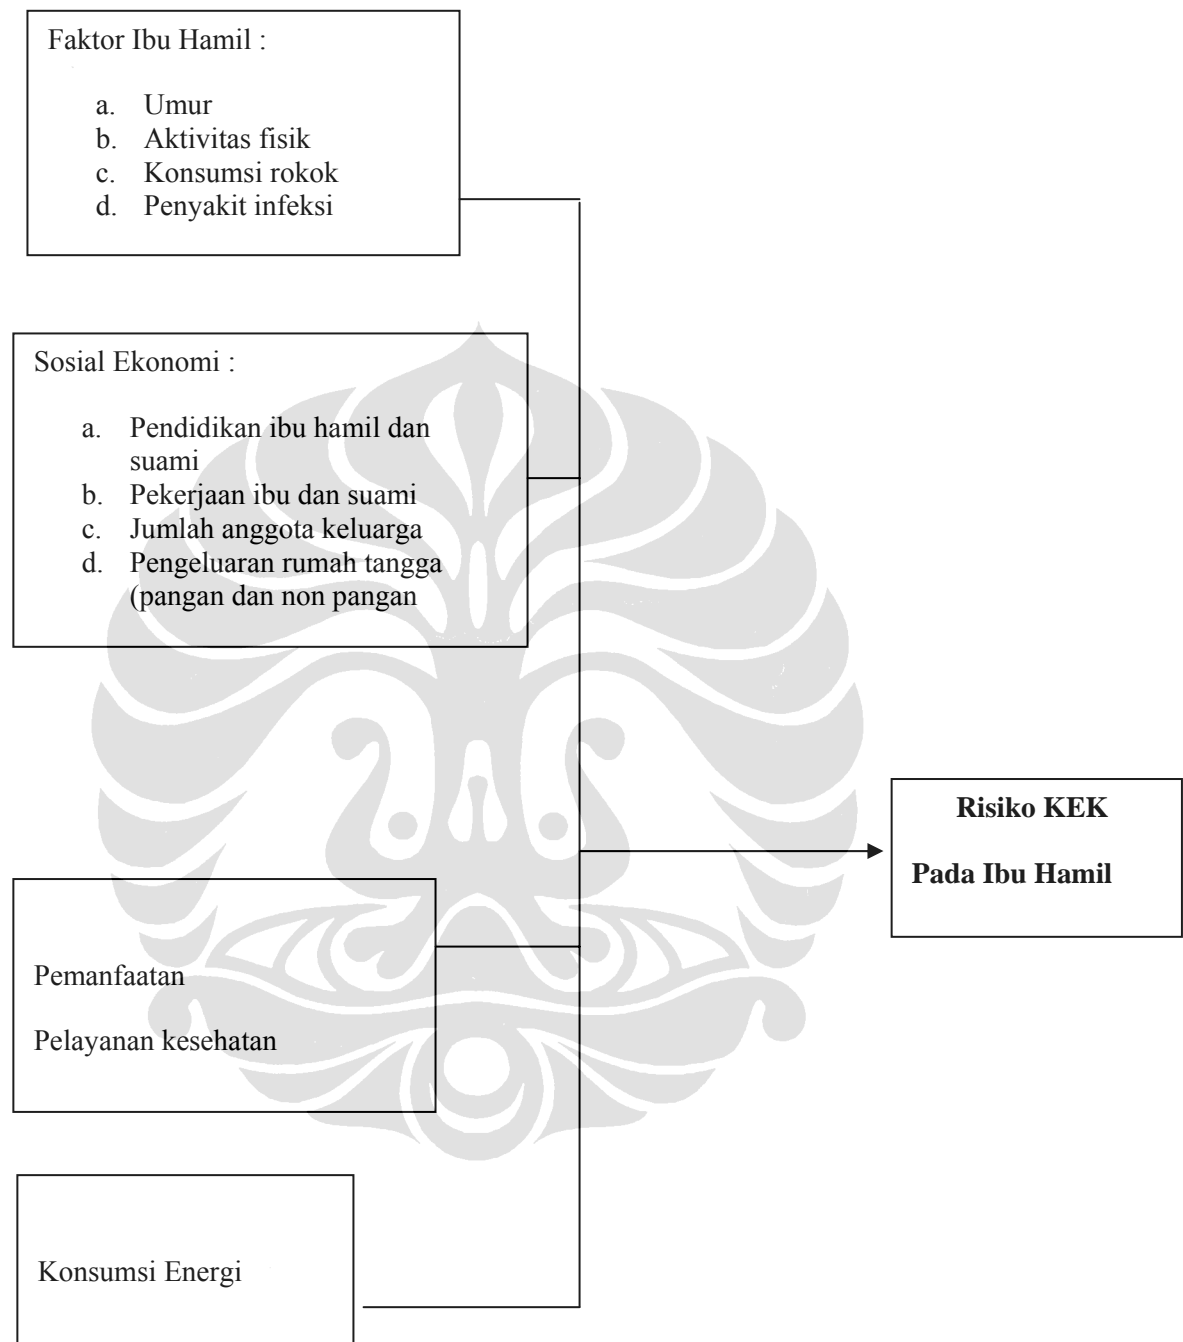 Faktor Ibu Hamil :
a. Umur
b. Aktivitas fisik
c. Konsumsi rokok
d. Penyakit infeksi
Sosial Ekonomi :
a. Pendidikan ibu hamil dan
suami
b. Pekerjaan ibu dan suami
c. Jumlah anggota keluarga
d. Pengeluaran rumah tangga
(pangan dan non pangan
Risiko KEK
Pada Ibu Hamil
Pemanfaatan
Pelayanan kesehatan
Konsumsi Energi